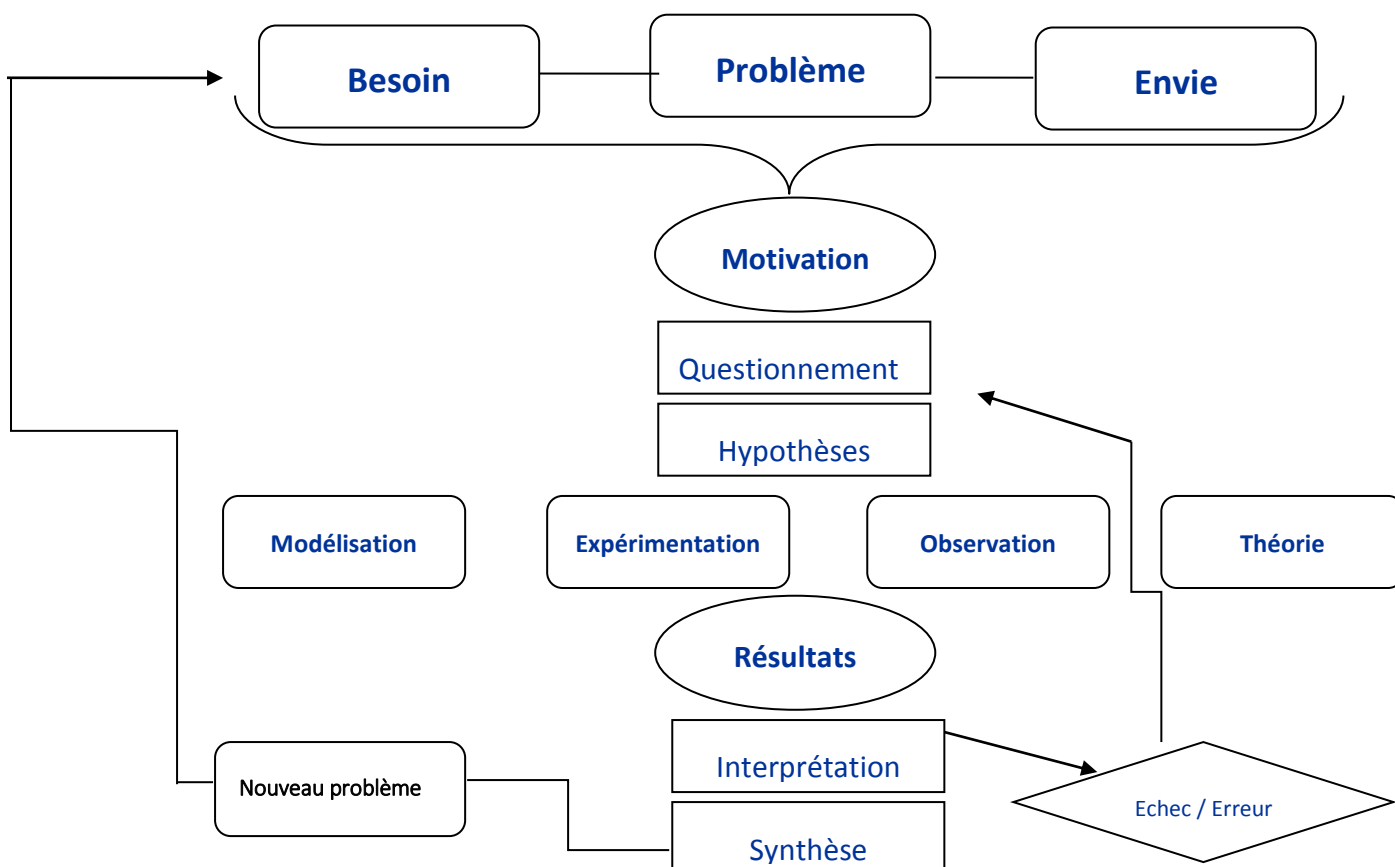 Besoin
Problème
Envie
Motivation
Questionnement
Hypothèses
Modélisation
Expérimentation
Observation
Théorie
Résultats
Interprétation
Nouveau problème
Echec / Erreur
Synthèse